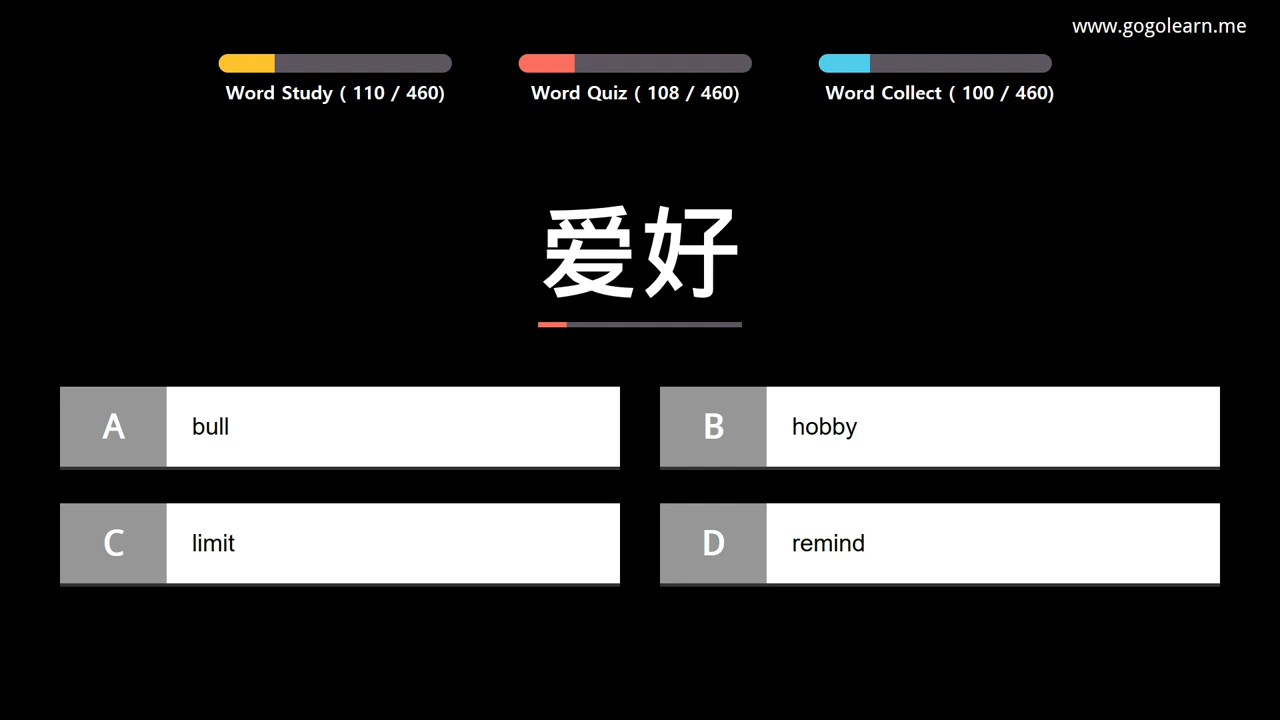 www.gogolearn.me
Word Study ( 110 / 460)
Word Quiz ( 108 / 460)
Word Collect ( 100 / 460)
爱好
A bull
B hobby
C limit
D remind